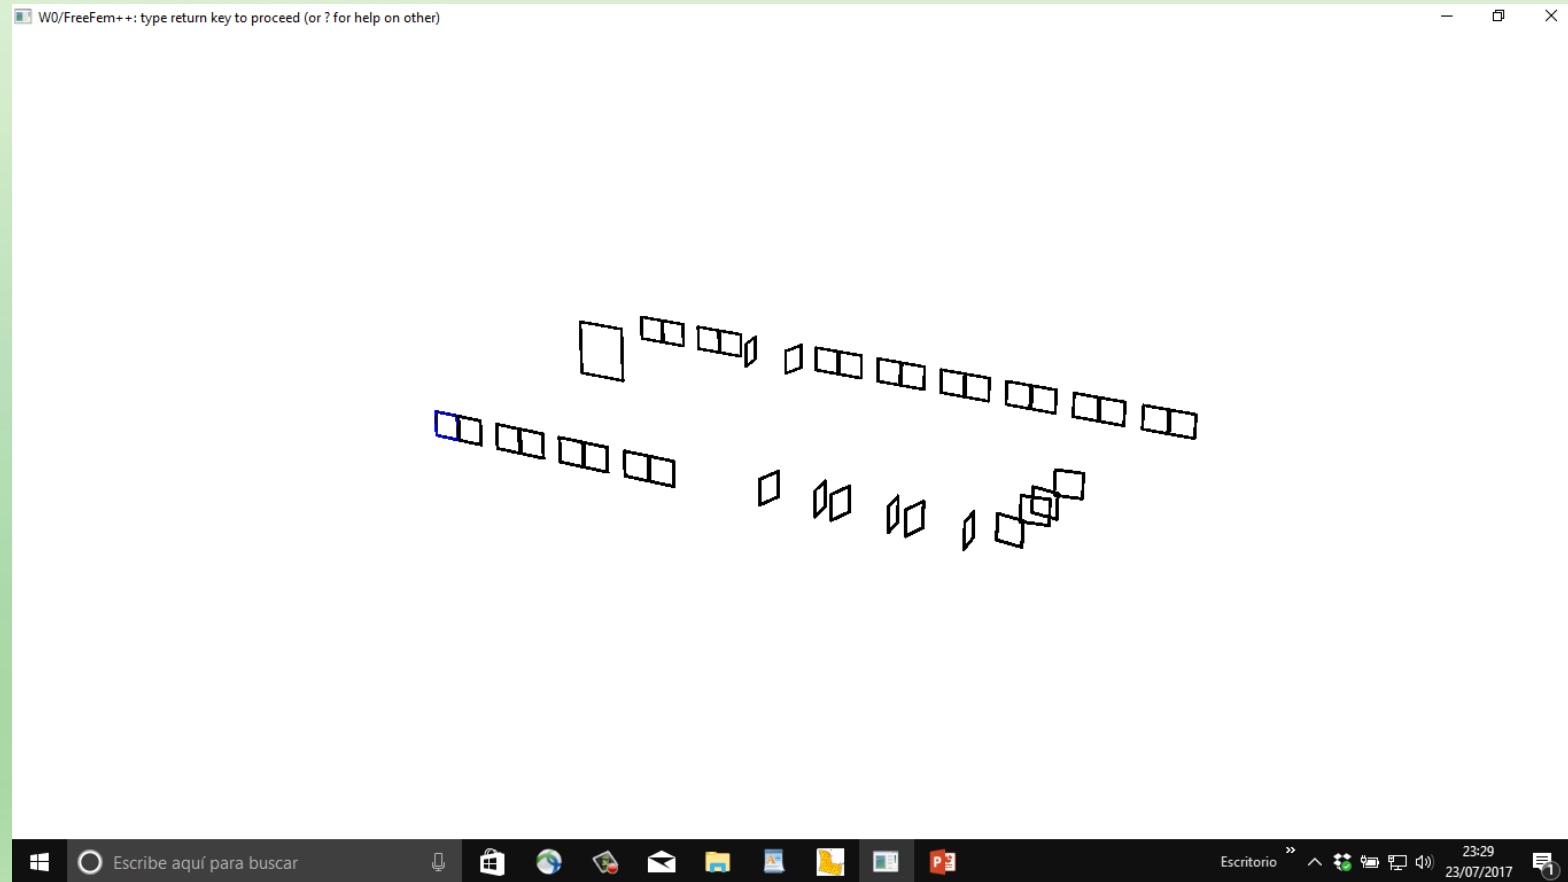 W0/FreeFem++: type return key to proceed (or ? for help on other)
Escribe aquí para buscar
Escritorio
23:29
23/07/2017
1